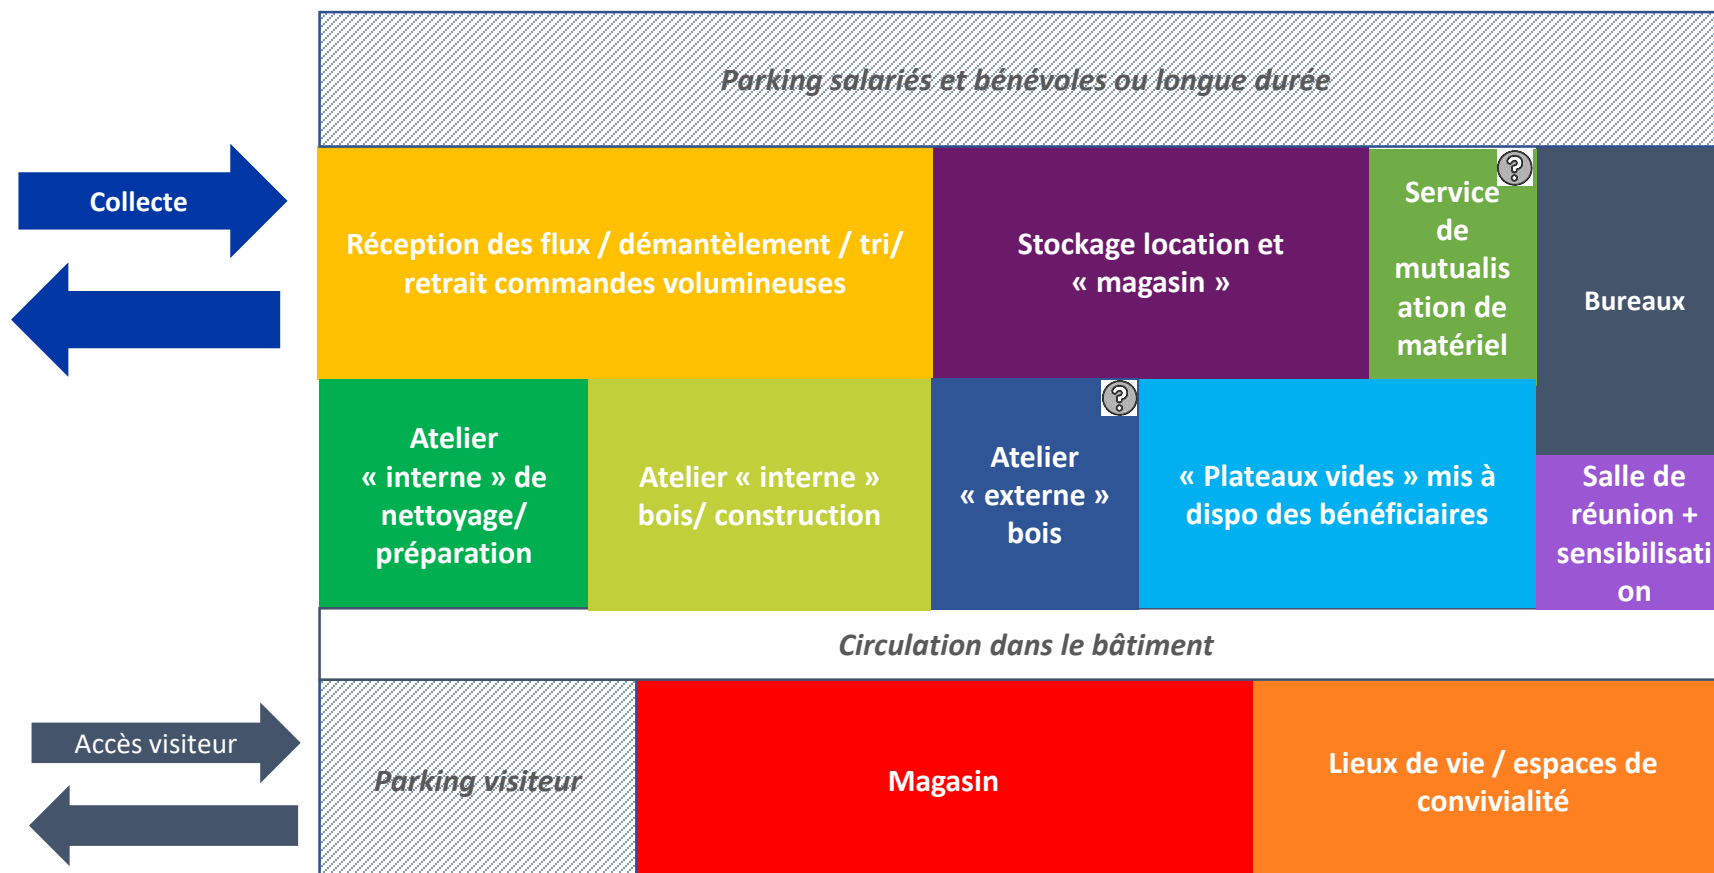 Parking salariés et bénévoles ou longue durée
Collecte
Réception des flux / démantèlement / tri/
retrait commandes volumineuses
Stockage location et
« magasin »
?
Service
de
mutualis
ation de
matériel
Bureaux
Atelier
« interne » de
nettoyage/
préparation
Atelier « interne »
bois/ construction
?
Atelier
« externe »
bois
« Plateaux vides » mis à
dispo des bénéficiaires
Salle de
réunion +
sensibilisati
on
Circulation dans le bâtiment
Accès visiteur
Parking visiteur
Magasin
Lieux de vie / espaces de
convivialité